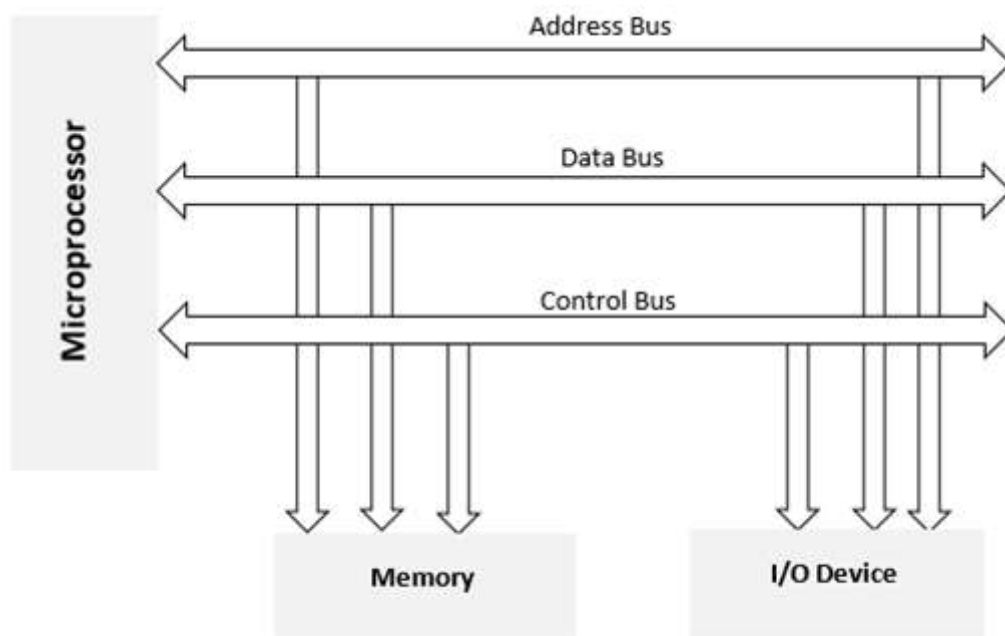 Address Bus
Microprocessor
Data Bus
Control Bus
Memory
I/O Device